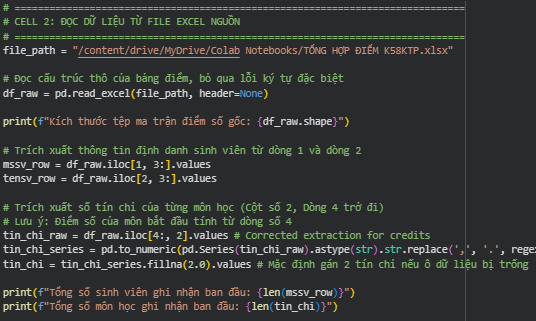 # ======================================================================
# CELL 2: ĐỌC DỮ LIỆU TỪ FILE EXCEL NGUỒN
# ======================================================================
file_path = "/content/drive/MyDrive/Colab Notebooks/TỔNG HỢP ĐIỂM K58KTP.xlsx"
# Đọc cấu trúc thô của bảng điểm, bỏ qua lỗi ký tự đặc biệt
df_raw = pd.read_excel(file_path, header=None)
print(f"Kích thước tệp ma trận điểm số gốc: {df_raw.shape}")
# Trích xuất thông tin định danh sinh viên từ dòng 1 và dòng 2
mssv_row = df_raw.iloc[1, 3:].values
tensv_row = df_raw.iloc[2, 3:].values
# Trích xuất số tín chỉ của từng môn học (Cột số 2, Dòng 4 trở đi)
# Lưu ý: Điểm số của môn bắt đầu tính từ dòng số 4
tin_chi_raw = df_raw.iloc[4:, 2].values # Corrected extraction for credits
tin_chi_series = pd.to_numeric(pd.Series(tin_chi_raw).astype(str).str.replace(',', '.', rege
tin_chi = tin_chi_series.fillna(2.0).values # Mặc định gán 2 tín chỉ nếu ô dữ liệu bị trống
print(f"Tổng số sinh viên ghi nhận ban đầu: {len(mssv_row)}")
print(f"Tổng số môn học ghi nhận ban đầu: {len(tin_chi)}")